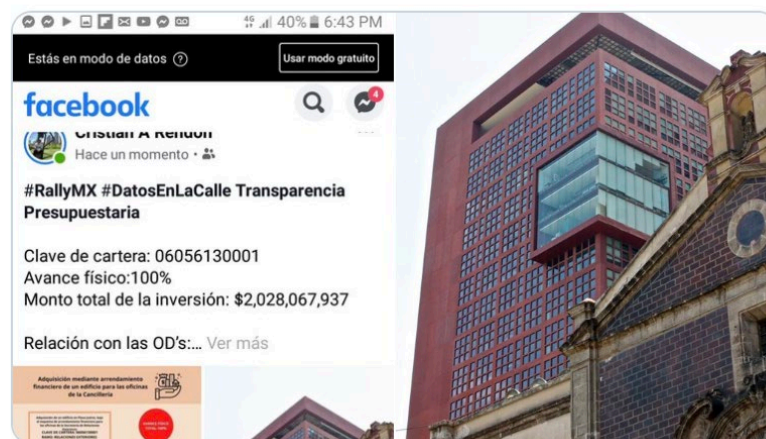 4G 40% 6:43 PM
Estás en modo de datos ?
Usar modo gratuito
facebook
4
Cristian A Rendon
Hace un momento ·
#RallyMX #DatosEnLaCalle Transparencia
Presupuestaria
Clave de cartera: 06056130001
Avance físico:100%
Monto total de la inversión: $2,028,067,937
Relación con las OD's:... Ver más
Adquisición mediante arrendamiento
financiero de un edificio para las oficinas
de la Cancillería